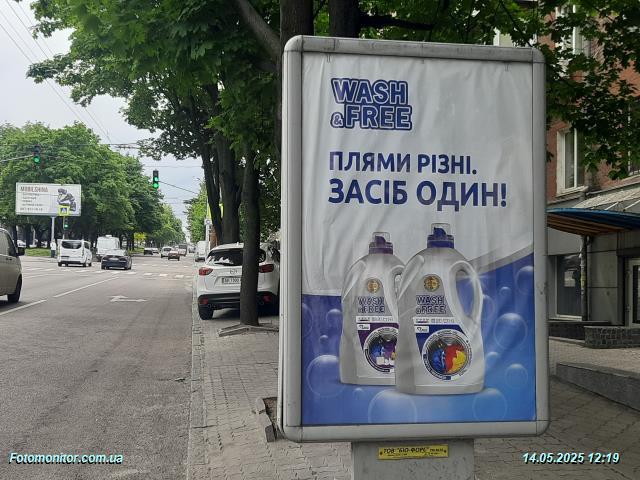 WASH
&FREE
ПЛЯМИ РІЗНІ.
ЗАСІБ ОДИН!
WASH
&FREE
WASH
&FREE
MOBILSHINA
ТОВ "БІО-ФОРС"
Fotomonitor.com.ua
14.05.2025 12:19